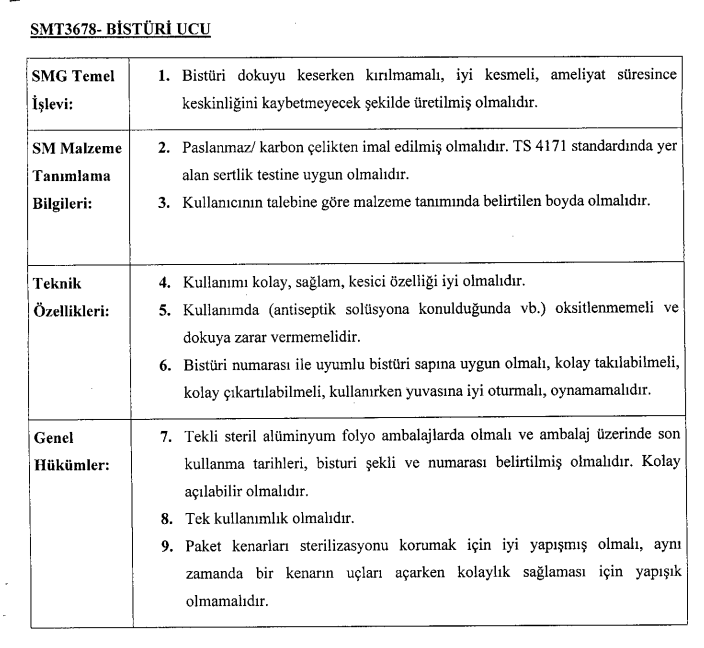 SMT3678- BİSTÜRİ UCU
SMG Temel İşlevi:
1. Bistüri dokuyu keserken kırılmamalı, iyi kesmeli, ameliyat süresince
keskinliğini kaybetmeyecek şekilde üretilmiş olmalıdır.
SM Malzeme Tanımlama Bilgileri:
2. Paslanmaz/ karbon çelikten imal edilmiş olmalıdır. TS 4171 standardında yer
alan sertlik testine uygun olmalıdır.
3. Kullanıcının talebine göre malzeme tanımında belirtilen boyda olmalıdır.
Teknik Özellikleri:
4. Kullanımı kolay, sağlam, kesici özelliği iyi olmalıdır.
5. Kullanımda (antiseptik solüsyona konulduğunda vb.) oksitlenmemeli ve
dokuya zarar vermemelidir.
6. Bistüri numarası ile uyumlu bistüri sapına uygun olmalı, kolay takılabilmeli,
kolay çıkartılabilmeli, kullanırken yuvasına iyi oturmalı, oynamamalıdır.
Genel Hükümler:
7. Tekli steril alüminyum folyo ambalajlarda olmalı ve ambalaj üzerinde son
kullanma tarihleri, bisturi şekli ve numarası belirtilmiş olmalıdır. Kolay
açılabilir olmalıdır.
8. Tek kullanımlık olmalıdır.
9. Paket kenarları sterilizasyonu korumak için iyi yapışmış olmalı, aynı
zamanda bir kenarın uçları açarken kolaylık sağlaması için yapışık
olmamalıdır.